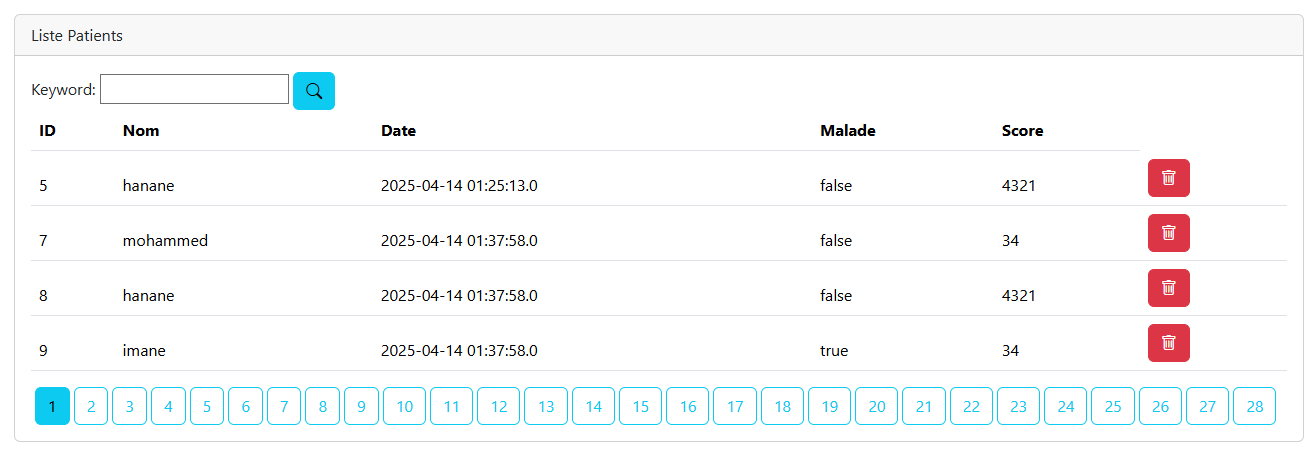 Liste Patients
Keyword:
ID Nom Date Malade Score
5 hanane 2025-04-14 01:25:13.0 false 4321
7 mohammed 2025-04-14 01:37:58.0 false 34
8 hanane 2025-04-14 01:37:58.0 false 4321
9 imane 2025-04-14 01:37:58.0 true 34
1 2 3 4 5 6 7 8 9 10 11 12 13 14 15 16 17 18 19 20 21 22 23 24 25 26 27 28